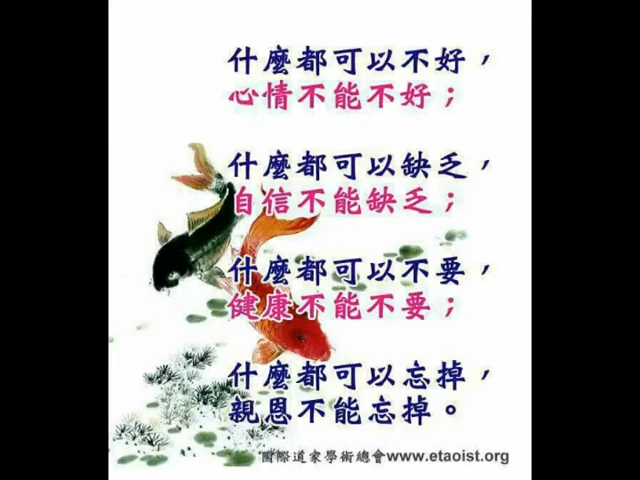 什麼都可以不好，
心情不能不好；
什麼都可以缺乏，
自信不能缺乏；
什麼都可以不要，
健康不能不要；
什麼都可以忘掉，
親恩不能忘掉。
國際道家學術總會www.etaoist.org